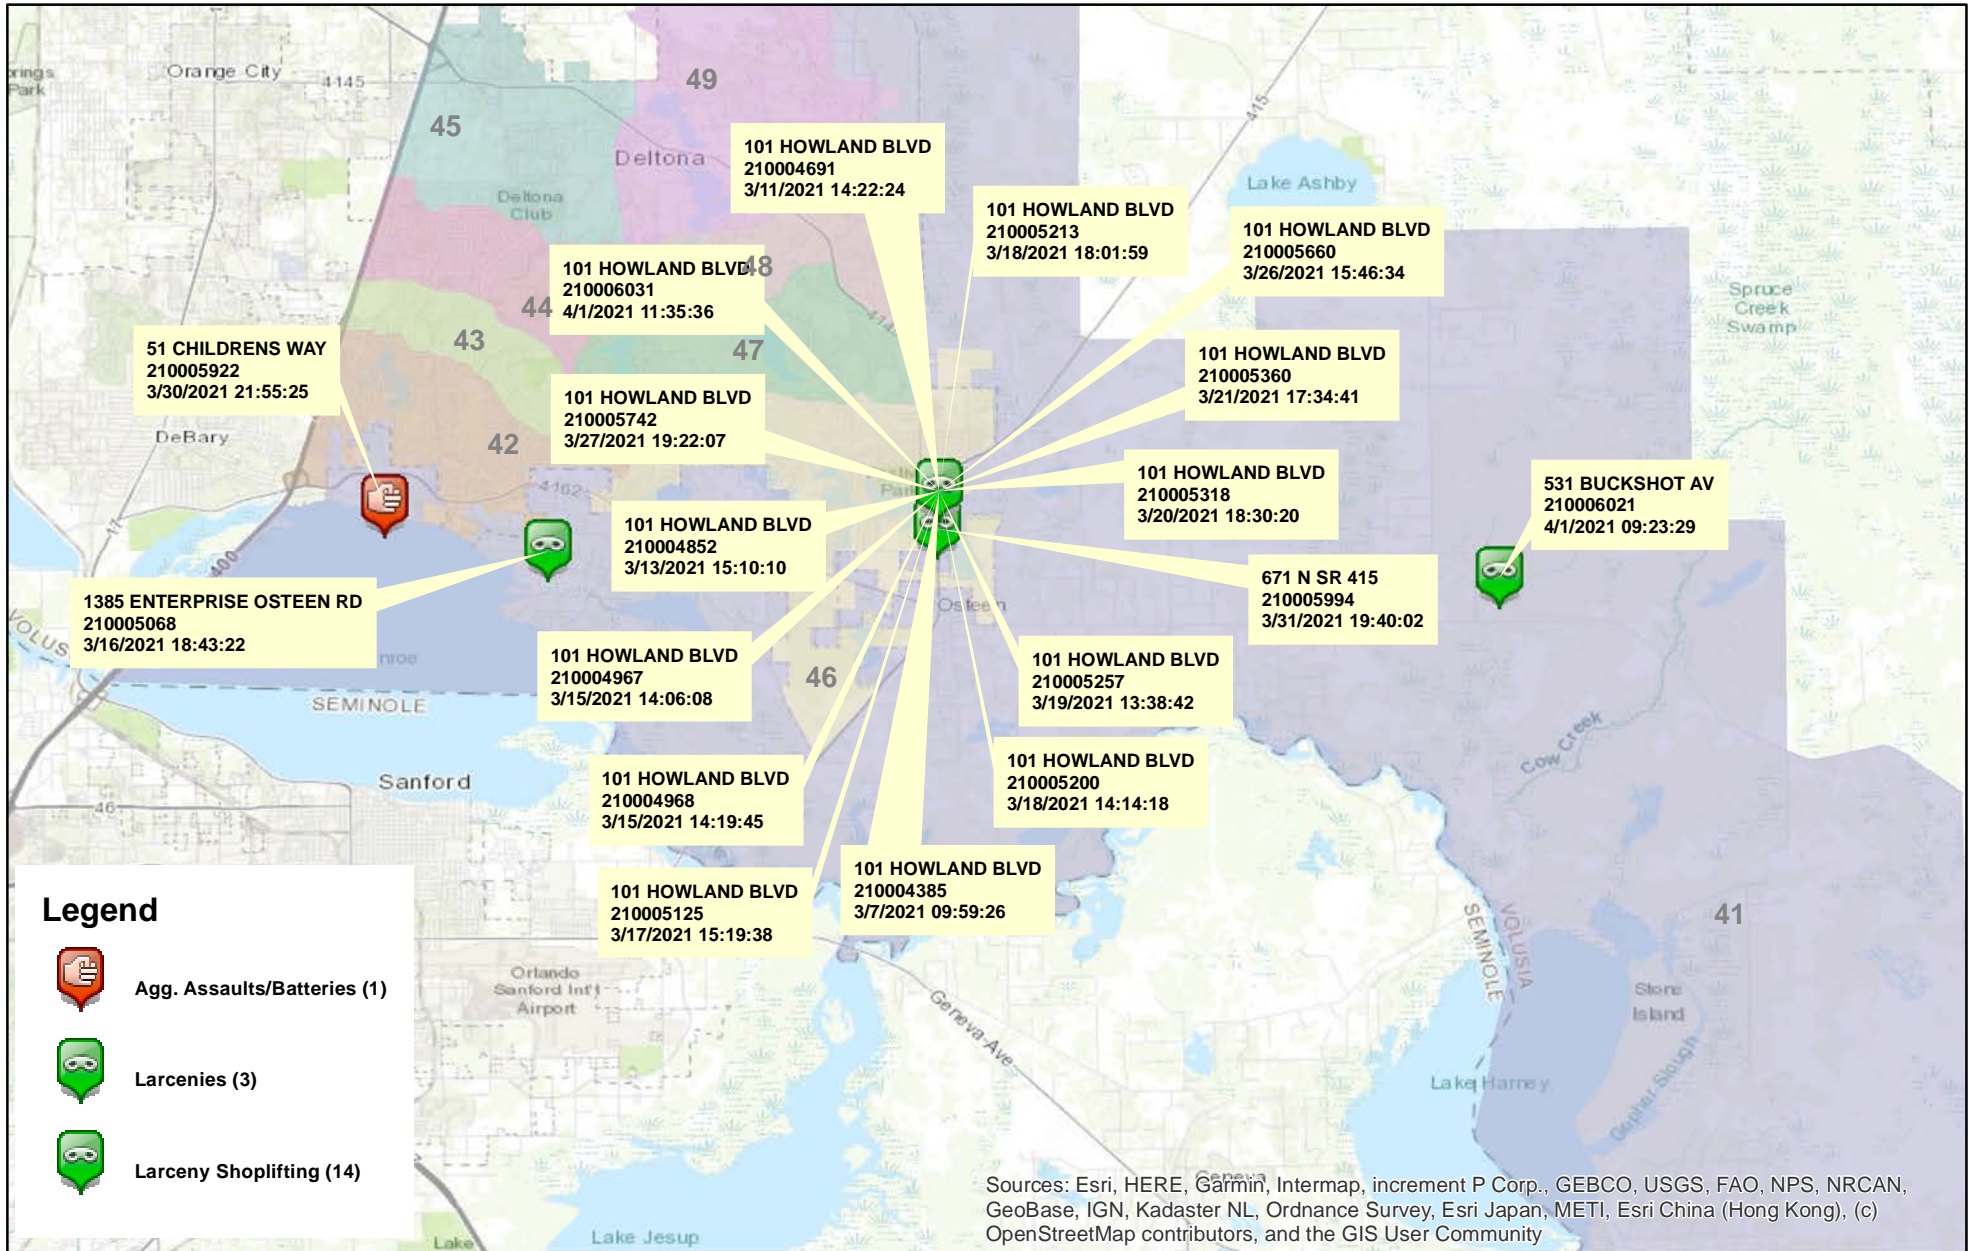 Orange City
4145
45
49
Deltona
Deltona
Club
101 HOWLAND BLVD
210004691
3/11/2021 14:22:24
Lake Ashby
415
101 HOWLAND BLVD
210005213
3/18/2021 18:01:59
101 HOWLAND BLVD
210005660
3/26/2021 15:46:34
101 HOWLAND BLVD
210006031
4/1/2021 11:35:36
48
44
43
47
Spruce
Creek
Swamp
51 CHILDRENS WAY
210005922
3/30/2021 21:55:25
101 HOWLAND BLVD
210005360
3/21/2021 17:34:41
101 HOWLAND BLVD
210005742
3/27/2021 19:22:07
DeBary
42
4162
17
400
101 HOWLAND BLVD
210005318
3/20/2021 18:30:20
531 BUCKSHOT AV
210006021
4/1/2021 09:23:29
101 HOWLAND BLVD
210004852
3/13/2021 15:10:10
671 N SR 415
210005994
3/31/2021 19:40:02
1385 ENTERPRISE OSTEEN RD
210005068
3/16/2021 18:43:22
Osteen
101 HOWLAND BLVD
210004967
3/15/2021 14:06:08
46
101 HOWLAND BLVD
210005257
3/19/2021 13:38:42
SEMINOLE
Sanford
46
Cow Creek
101 HOWLAND BLVD
210004968
3/15/2021 14:19:45
101 HOWLAND BLVD
210005200
3/18/2021 14:14:18
101 HOWLAND BLVD
210005125
3/17/2021 15:19:38
101 HOWLAND BLVD
210004385
3/7/2021 09:59:26
41
SEMINOLE
VOLUSIA
Orlando
Sanford Int'l
Airport
Geneva-Ave
Stone
Island
Lake Harney
Gopher Slough
Geneva
Lake Jesup
Lake
Legend
Agg. Assaults/Batteries (1)
Larcenies (3)
Larceny Shoplifting (14)
Sources: Esri, HERE, Garmin, Intermap, increment P Corp., GEBCO, USGS, FAO, NPS, NRCAN,
GeoBase, IGN, Kadaster NL, Ordnance Survey, Esri Japan, METI, Esri China (Hong Kong), (c)
OpenStreetMap contributors, and the GIS User Community